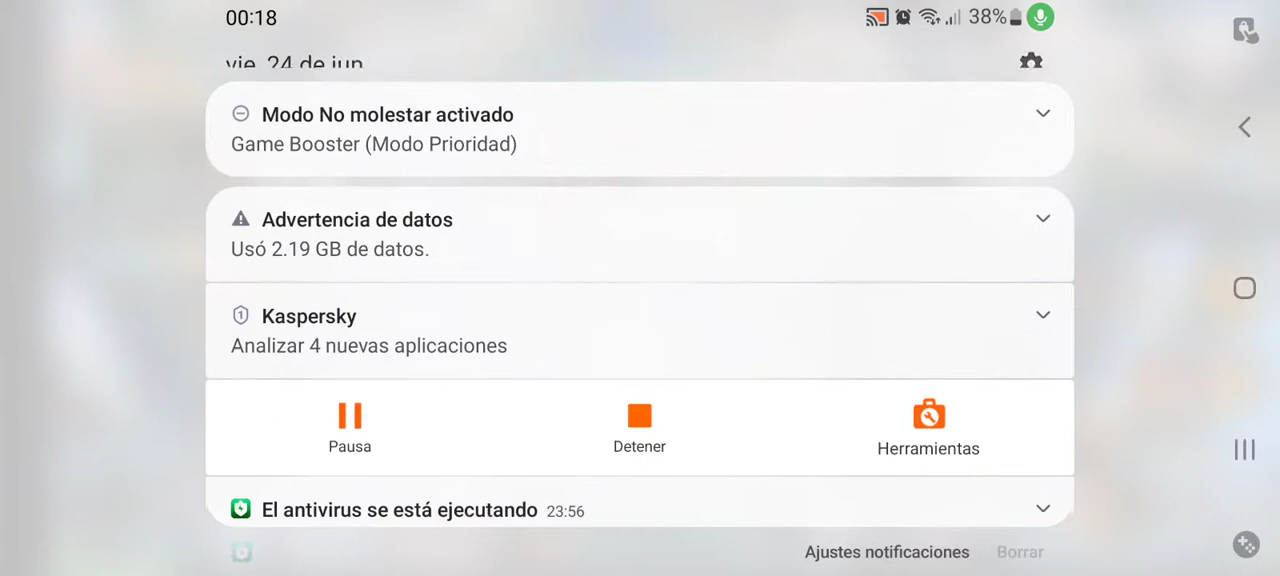 00:18
38%
vie. 24 de jun.
Modo No molestar activado
Game Booster (Modo Prioridad)
Advertencia de datos
Usó 2.19 GB de datos.
Kaspersky
Analizar 4 nuevas aplicaciones
Pausa
Detener
Herramientas
El antivirus se está ejecutando 23:56
Ajustes notificaciones
Borrar